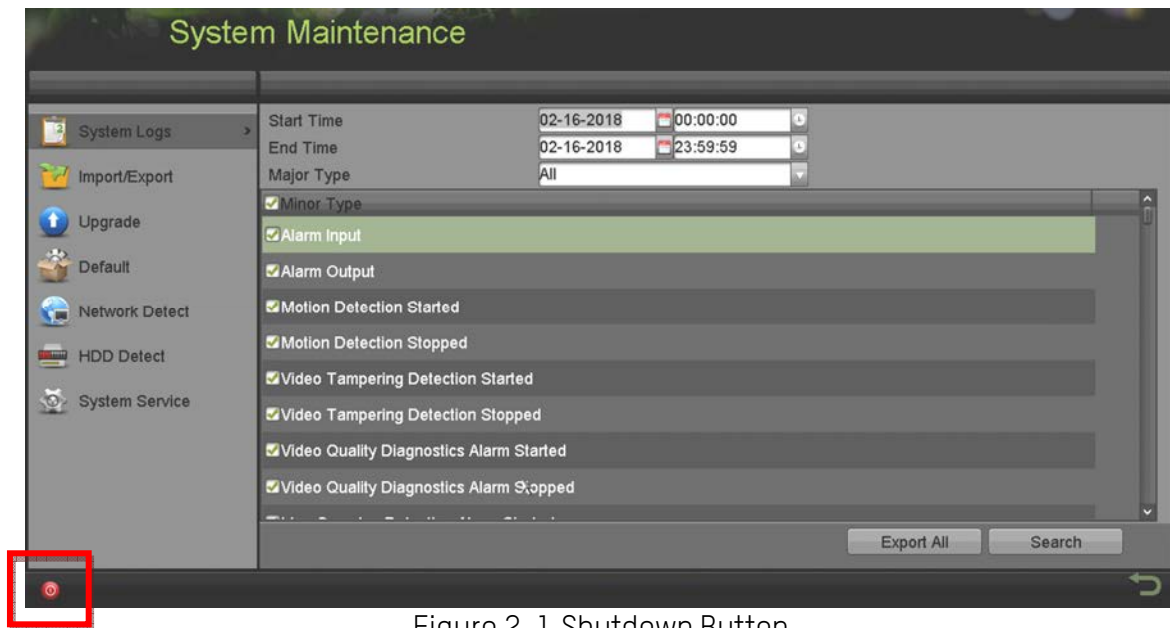 System Maintenance
System Logs >
Start Time 02-16-2018 00:00:00
End Time 02-16-2018 23:59:59
Import/Export
Major Type All
Minor Type
Upgrade
Alarm Input
Default
Alarm Output
Network Detect
Motion Detection Started
HDD Detect
Motion Detection Stopped
System Service
Video Tampering Detection Started
Video Tampering Detection Stopped
Video Quality Diagnostics Alarm Started
Video Quality Diagnostics Alarm Stopped
Export All
Search
Figure 2-1 Shutdown Button